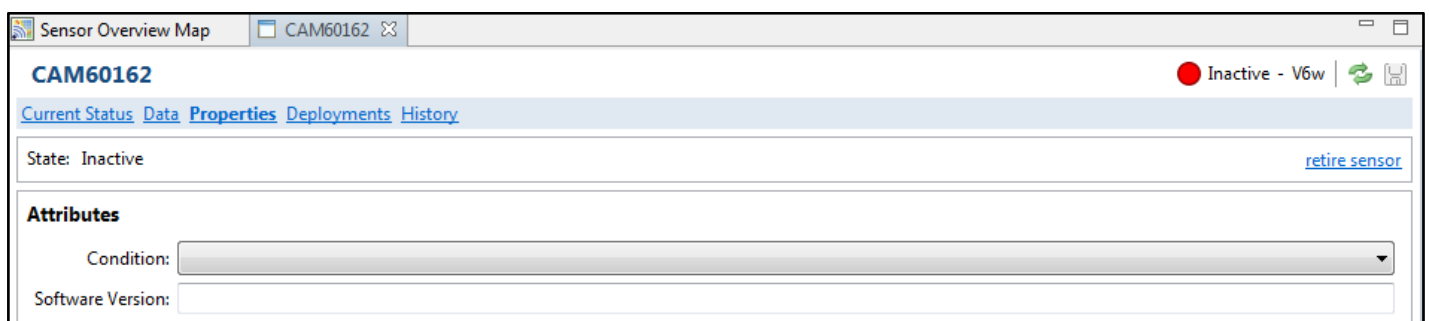 Sensor Overview Map CAM60162
CAM60162 Inactive - V6w
Current Status Data Properties Deployments History
State: Inactive retire sensor
Attributes
Condition:
Software Version: